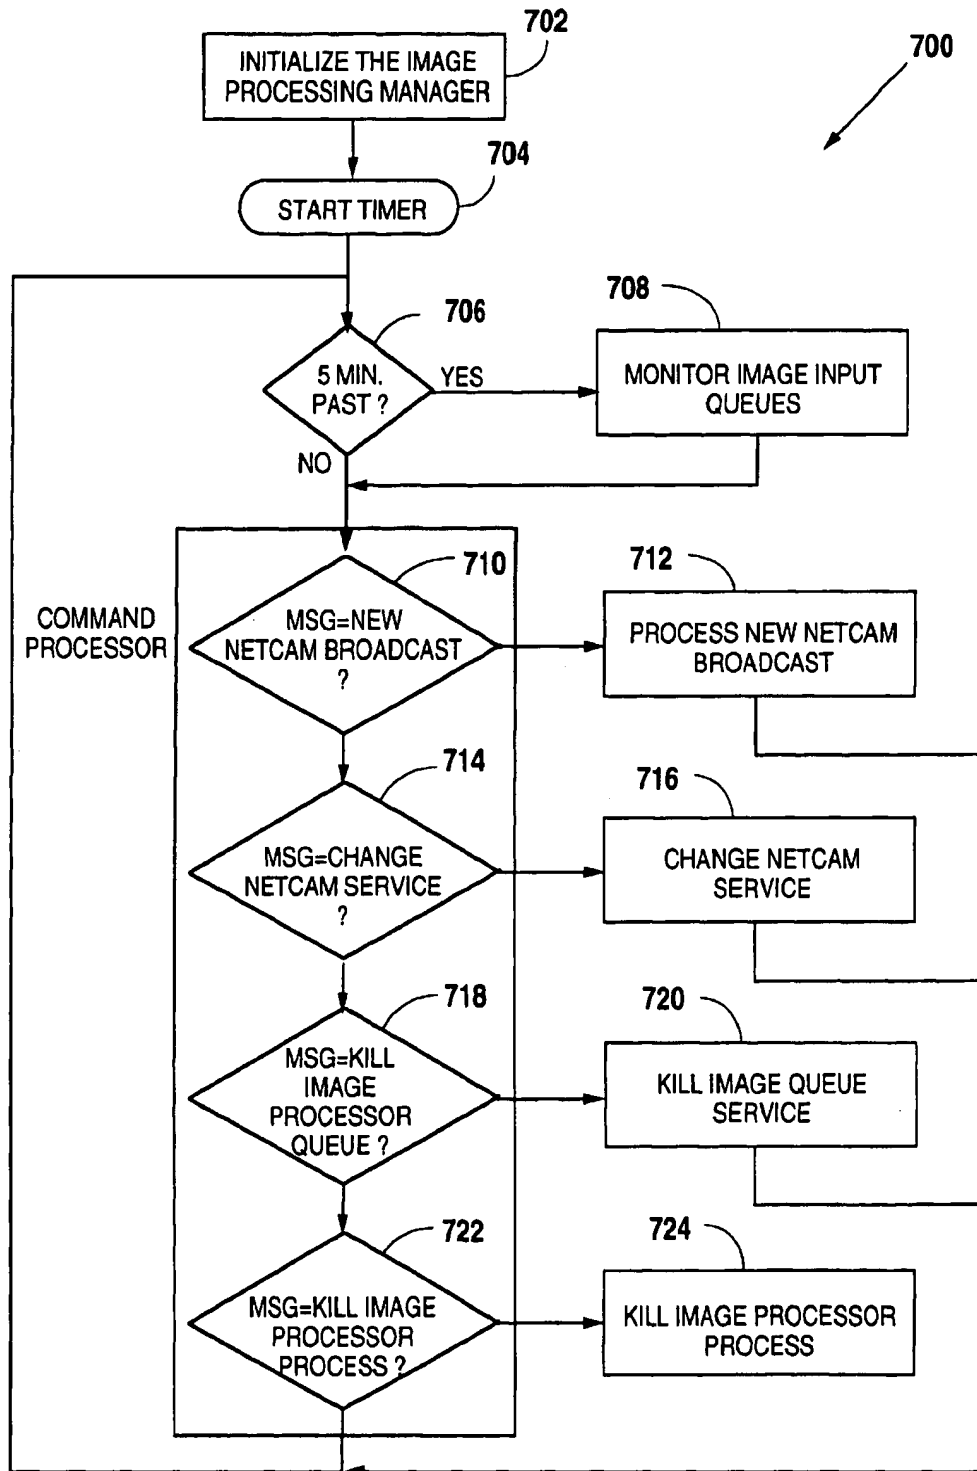 702
INITIALIZE THE IMAGE
PROCESSING MANAGER
700
704
START TIMER
706
708
5 MIN.
PAST ?
YES
MONITOR IMAGE INPUT
QUEUES
NO
710
712
COMMAND
PROCESSOR
MSG=NEW
NETCAM BROADCAST
?
PROCESS NEW NETCAM
BROADCAST
714
716
MSG=CHANGE
NETCAM SERVICE
?
CHANGE NETCAM
SERVICE
718
720
MSG=KILL
IMAGE
PROCESSOR
QUEUE ?
KILL IMAGE QUEUE
SERVICE
722
724
MSG=KILL IMAGE
PROCESSOR
PROCESS ?
KILL IMAGE PROCESSOR
PROCESS